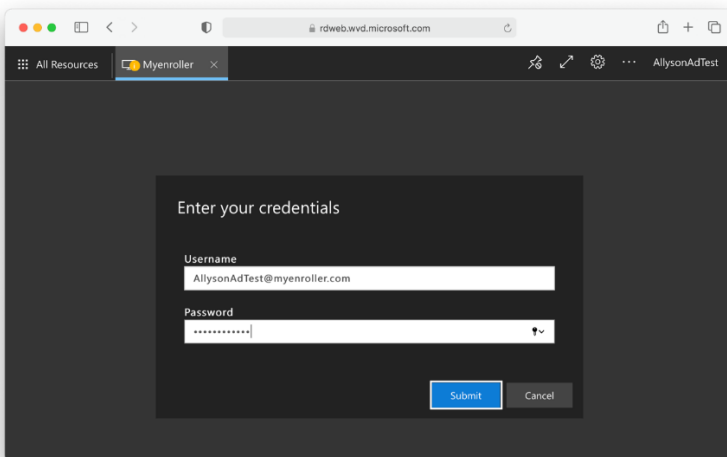 rdweb.wvd.microsoft.com
All Resources Myenroller AllysonAdTest
Enter your credentials
Username
AllysonAdTest@myenroller.com
Password
••••••••••••
Submit Cancel